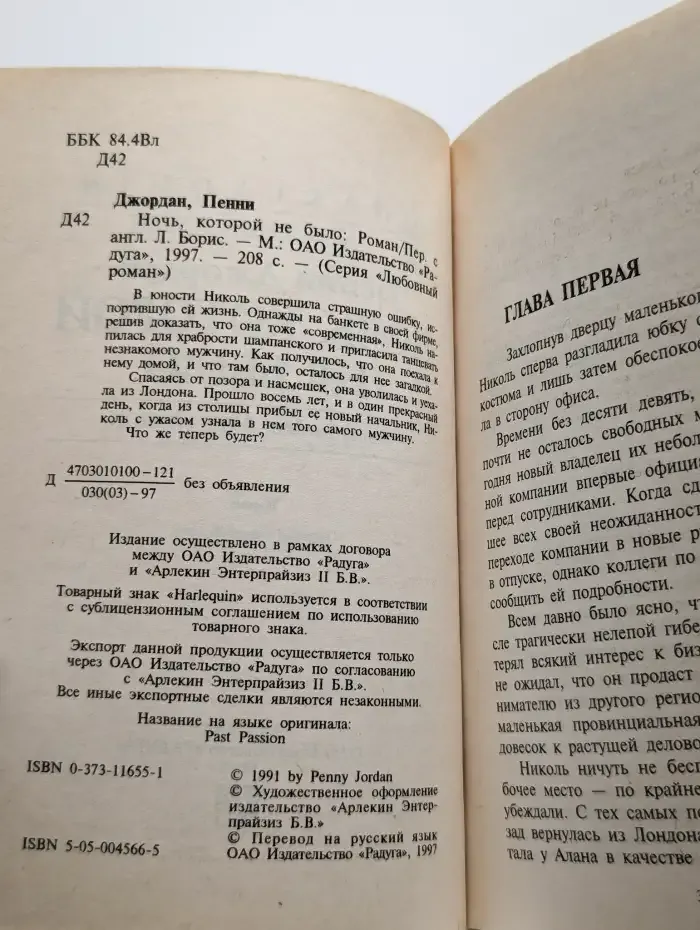 ББК 84.4Вл
Д42
Джордан, Пенни
Д42 Ночь, которой не было: Роман/Пер. с
англ. Л. Борис. — М.: ОАО Издательство «Ра-
дуга», 1997. — 208 с. — (Серия «Любовный
роман»)
В юности Николь совершила страшную ошибку, ис-
портившую ей жизнь. Однажды на банкете в своей фирме,
решив доказать, что она тоже «современная», Николь на-
пилась для храбрости шампанского и пригласила танцевать
незнакомого мужчину. Как получилось, что она поехала к
нему домой, и что там было, осталось для нее загадкой.
Спасаясь от позора и насмешек, она уволилась и уеха-
ла из Лондона. Прошло восемь лет, и в один прекрасный
день, когда из столицы прибыл ее новый начальник, Ни-
коль с ужасом узнала в нем того самого мужчину.
Что же теперь будет?
Д 4703010100−121
030(03)−97 без объявления
Издание осуществлено в рамках договора
между ОАО Издательство «Радуга»
и «Арлекин Энтерпрайзиз II Б.В.».
Товарный знак «Harlequin» используется в соответствии
с сублицензионным соглашением по использованию
товарного знака.
Экспорт данной продукции осуществляется только
через ОАО Издательство «Радуга» по согласованию
с «Арлекин Энтерпрайзиз II Б.В.».
Все иные экспортные сделки являются незаконными.
Название на языке оригинала:
Past Passion
ISBN 0-373-11655-1
© 1991 by Penny Jordan
© Художественное оформление
издательство «Арлекин Энтер-
прайзиз Б.В.»
ISBN 5-05-004566-5
© Перевод на русский язык
ОАО Издательство «Радуга», 1997
ГЛАВА ПЕРВАЯ
Захлопнув дверцу маленького
Николь сперва разгладила юбку
костюма и лишь затем обеспокое
ла в сторону офиса.
Времени без десяти девять,
почти не осталось свободных м
годня новый владелец их небол
ной компании впервые официа
перед сотрудниками. Когда сд
шее всех своей неожиданност
переходе компании в новые р
в отпуске, однако коллеги по
сообщить ей подробности.
Всем давно было ясно, чт
сле трагически нелепой гибе
терял всякий интерес к биз
не ожидал, что он продаст
нимателю из другого регио
маленькая провинциальная
довесок к растущей делово
Николь ничуть не бесп
бочее место — по крайне
убеждали. С тех самых по
зад вернулась из Лондона
тала у Алана в качестве